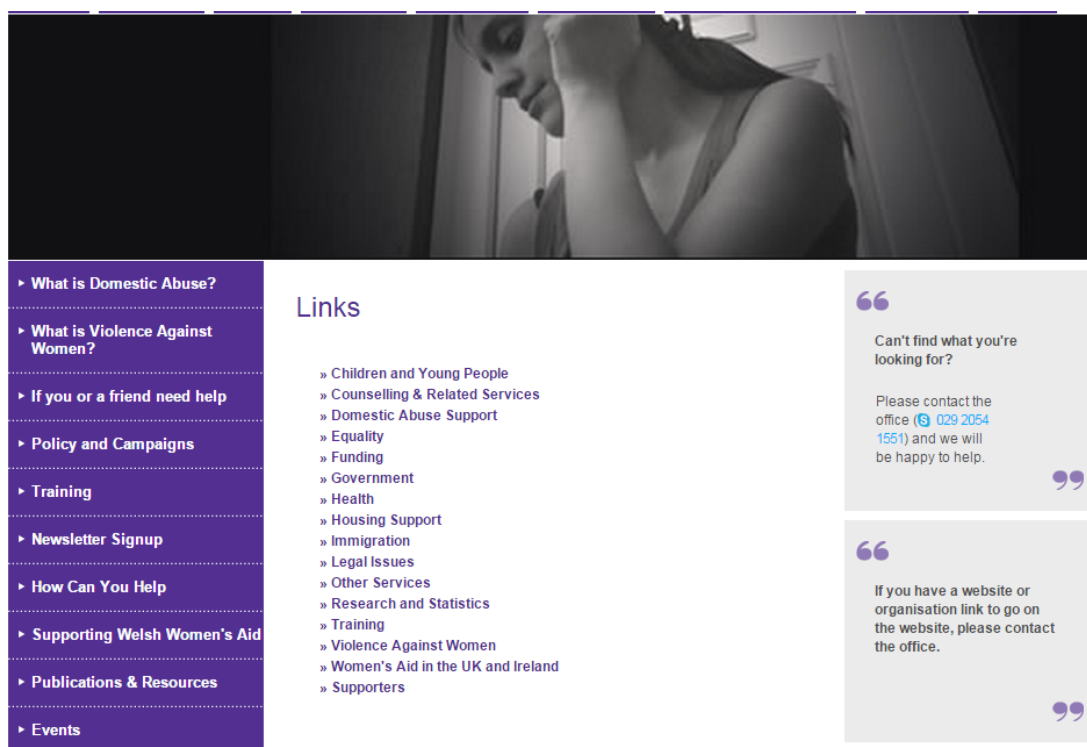 ► What is Domestic Abuse?
► What is Violence Against
Women?
► If you or a friend need help
► Policy and Campaigns
► Training
► Newsletter Signup
► How Can You Help
► Supporting Welsh Women's Aid
► Publications & Resources
► Events
Links
» Children and Young People
» Counselling & Related Services
» Domestic Abuse Support
» Equality
» Funding
» Government
» Health
» Housing Support
» Immigration
» Legal Issues
» Other Services
» Research and Statistics
» Training
» Violence Against Women
» Women's Aid in the UK and Ireland
» Supporters
“
Can't find what you're
looking for?
Please contact the
office (029 2054
1551) and we will
be happy to help.
”
“
If you have a website or
organisation link to go on
the website, please contact
the office.
”